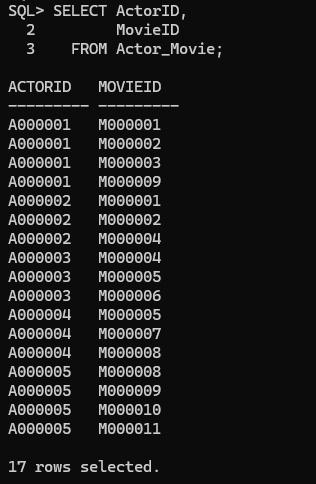 SQL> SELECT ActorID,
  2         MovieID
  3    FROM Actor_Movie;
ACTORID   MOVIEID
--------- ---------
A000001   M000001
A000001   M000002
A000001   M000003
A000001   M000009
A000002   M000001
A000002   M000002
A000002   M000004
A000003   M000004
A000003   M000005
A000003   M000006
A000004   M000005
A000004   M000007
A000004   M000008
A000005   M000008
A000005   M000009
A000005   M000010
A000005   M000011
17 rows selected.